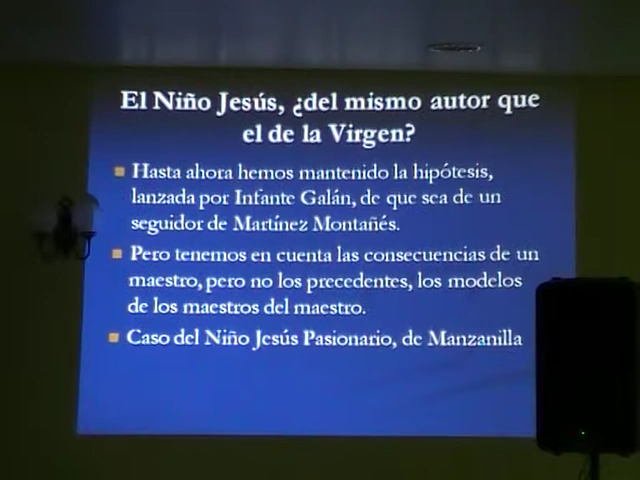 El Niño Jesús, ¿del mismo autor que
el de la Virgen?
Hasta ahora hemos mantenido la hipótesis,
lanzada por Infante Galán, de que sea de un
seguidor de Martínez Montañés.
Pero tenemos en cuenta las consecuencias de un
maestro, pero no los precedentes, los modelos
de los maestros del maestro.
Caso del Niño Jesús Pasionario, de Manzanilla